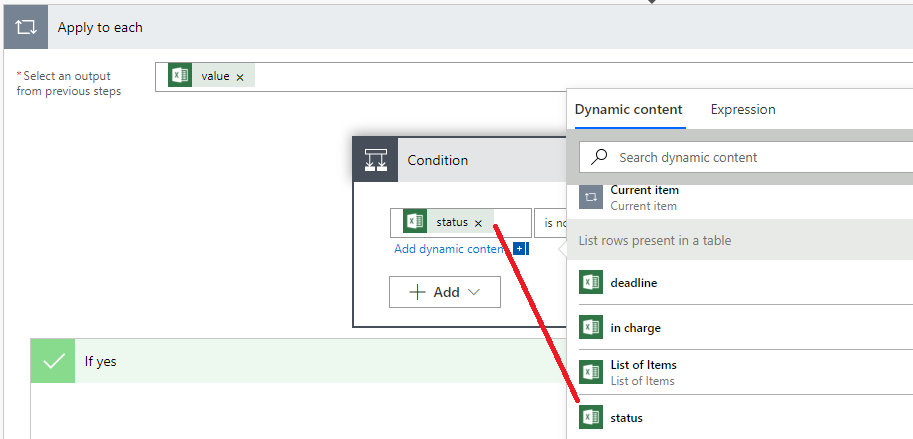 Apply to each
*Select an output
from previous steps
value ×
Dynamic content Expression
Search dynamic content
Condition
Current item
Current item
status ×
is no
Add dynamic content
List rows present in a table
+ Add
deadline
in charge
If yes
List of Items
List of Items
status